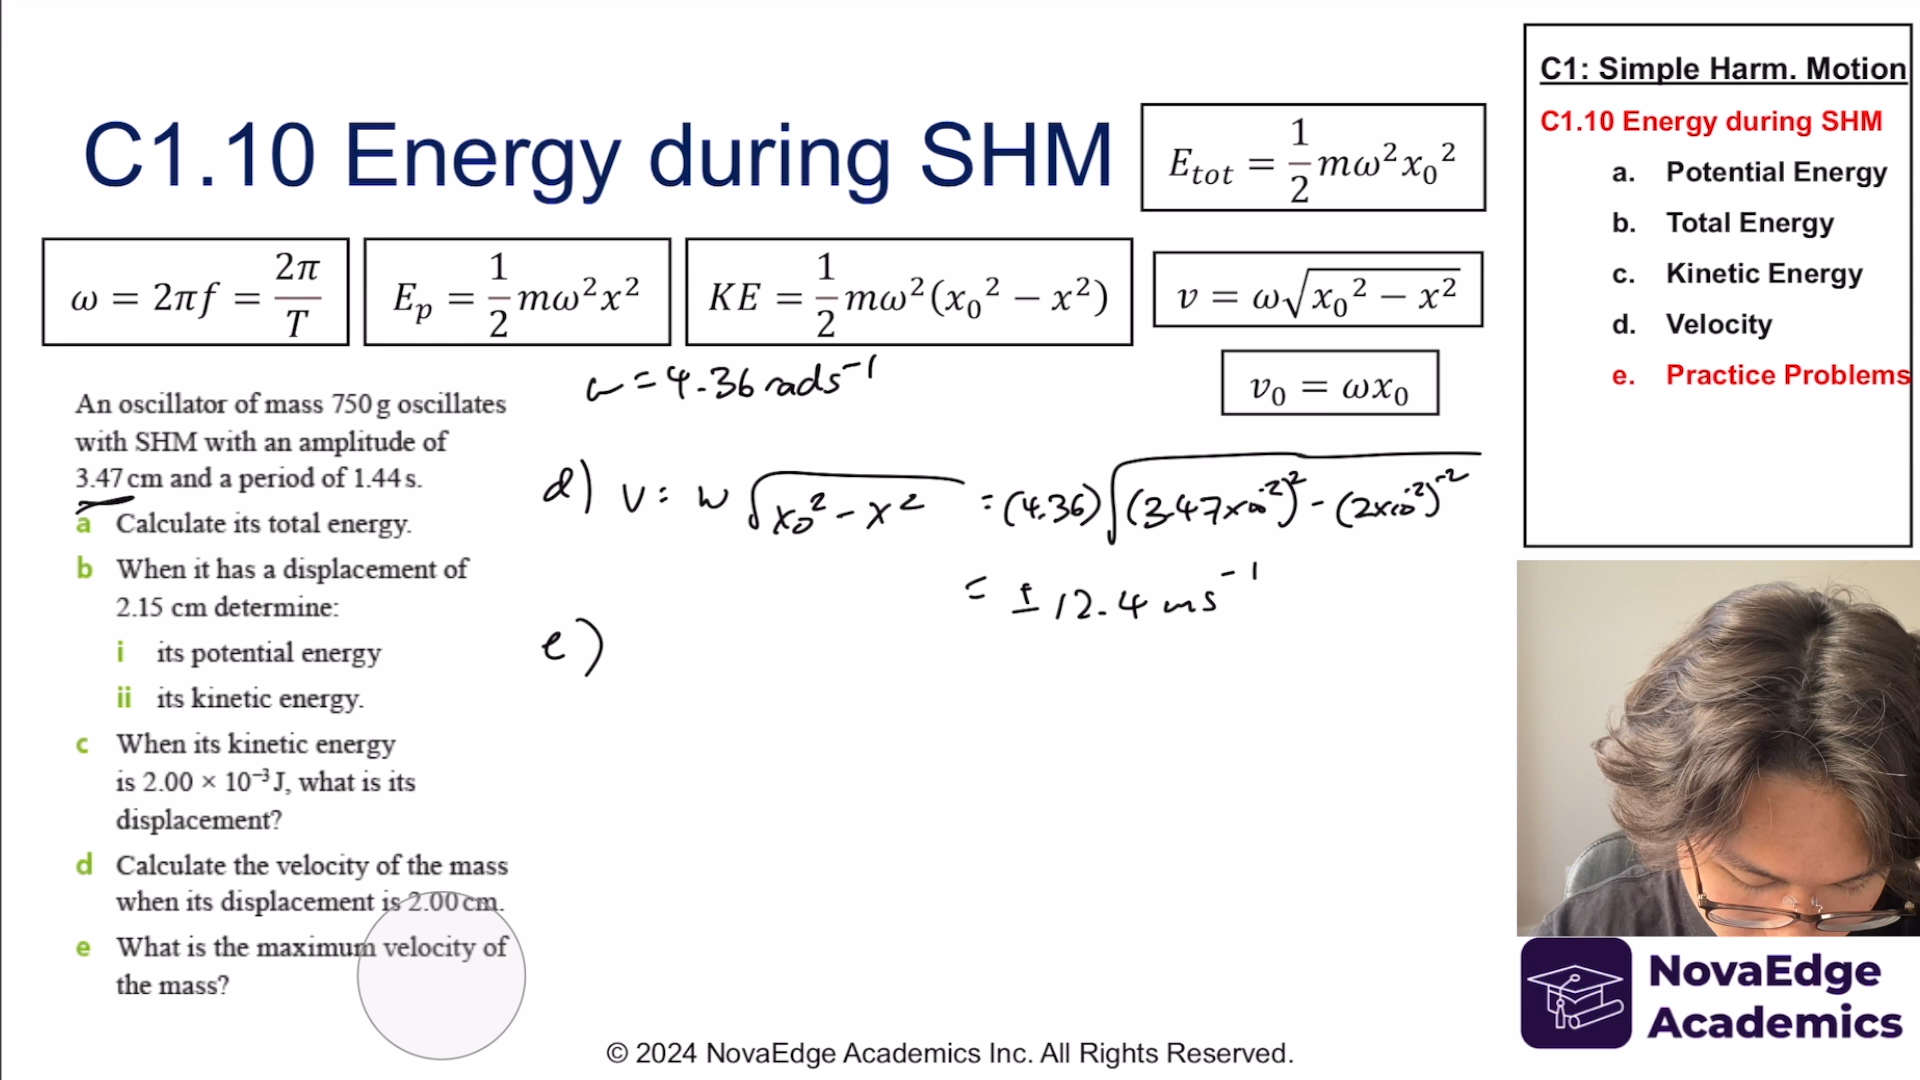 C1.10 Energy during SHM
E_tot = 1/2 mω²x₀²
ω = 2πf = 2π/T
E_p = 1/2 mω²x²
KE = 1/2 mω²(x₀² − x²)
v = ω√(x₀² − x²)
v₀ = ωx₀
ω = 4.36 rads⁻¹
An oscillator of mass 750 g oscillates
with SHM with an amplitude of
3.47 cm and a period of 1.44 s.
a Calculate its total energy.
b When it has a displacement of
2.15 cm determine:
i its potential energy
ii its kinetic energy.
c When its kinetic energy
is 2.00 × 10⁻³ J, what is its
displacement?
d Calculate the velocity of the mass
when its displacement is 2.00 cm.
e What is the maximum velocity of
the mass?
d) v = ω√(x₀² − x²) = (4.36)√((3.47×10⁻²)² − (2×10⁻²)⁻²
= ± 12.4 ms⁻¹
e)
C1: Simple Harm. Motion
C1.10 Energy during SHM
a. Potential Energy
b. Total Energy
c. Kinetic Energy
d. Velocity
e. Practice Problems
NovaEdge
Academics
© 2024 NovaEdge Academics Inc. All Rights Reserved.